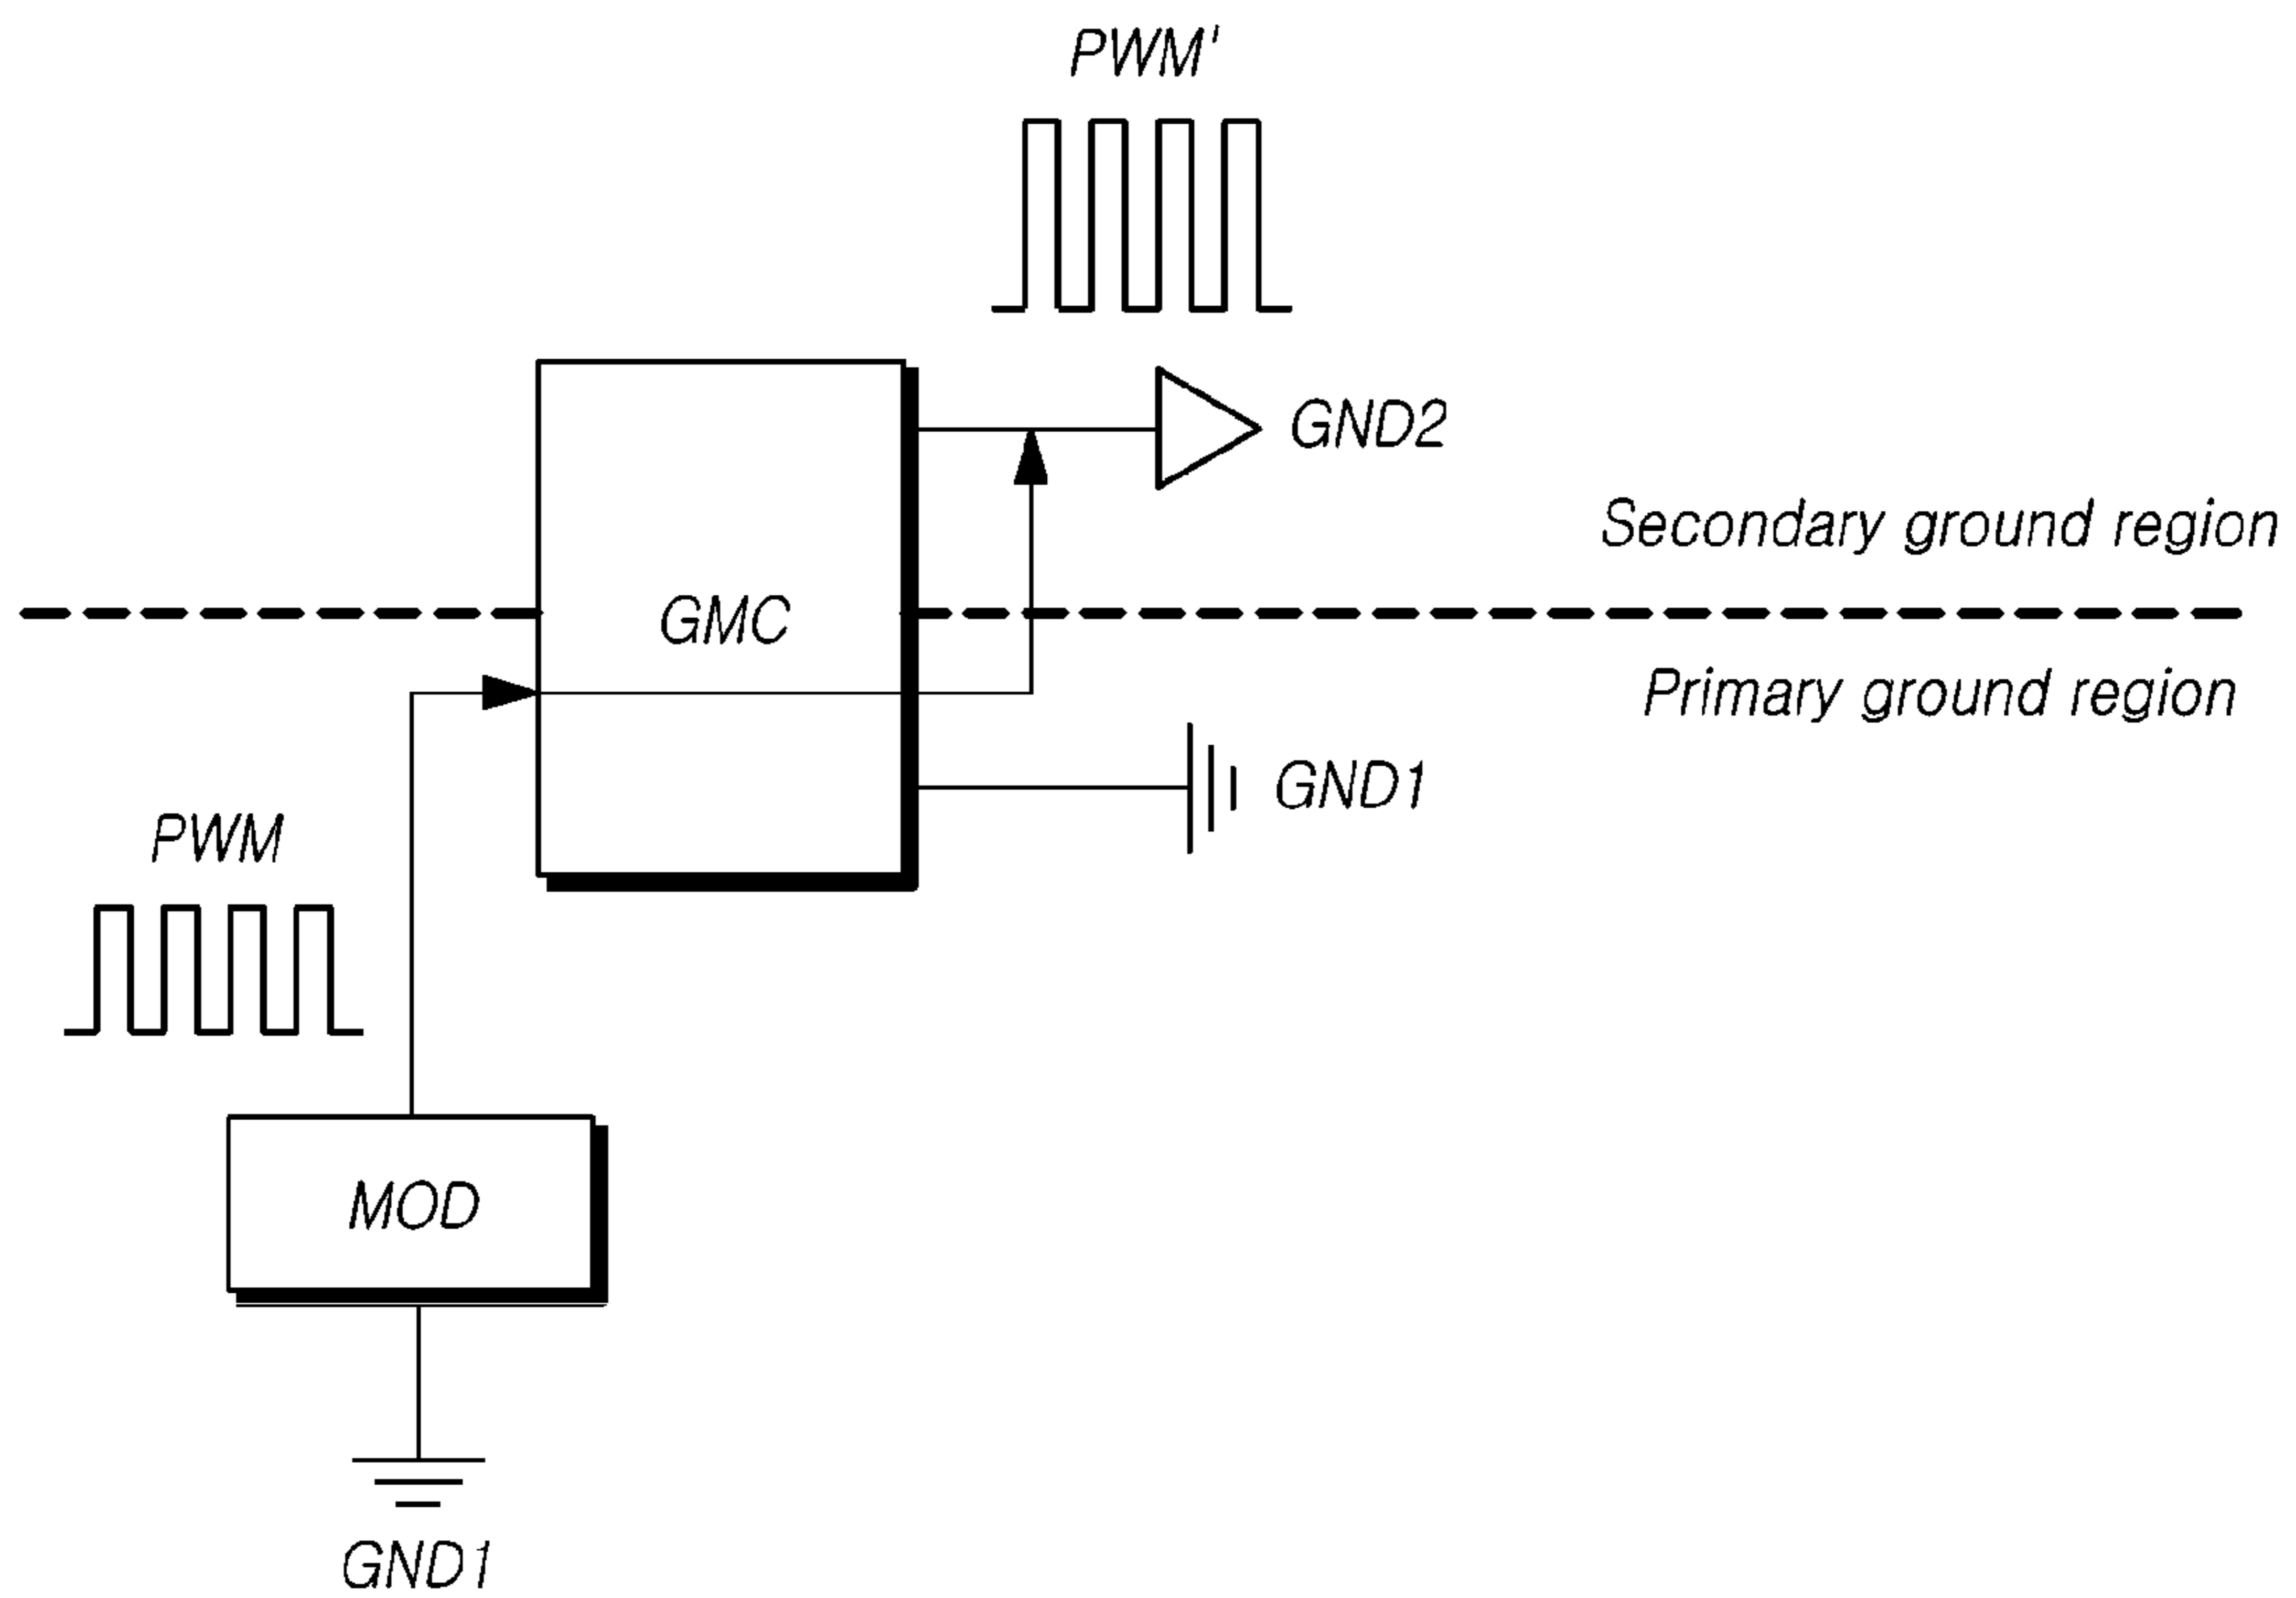 PWM'
GND2
Secondary ground region
GMC
Primary ground region
GND1
PWM
MOD
GND1